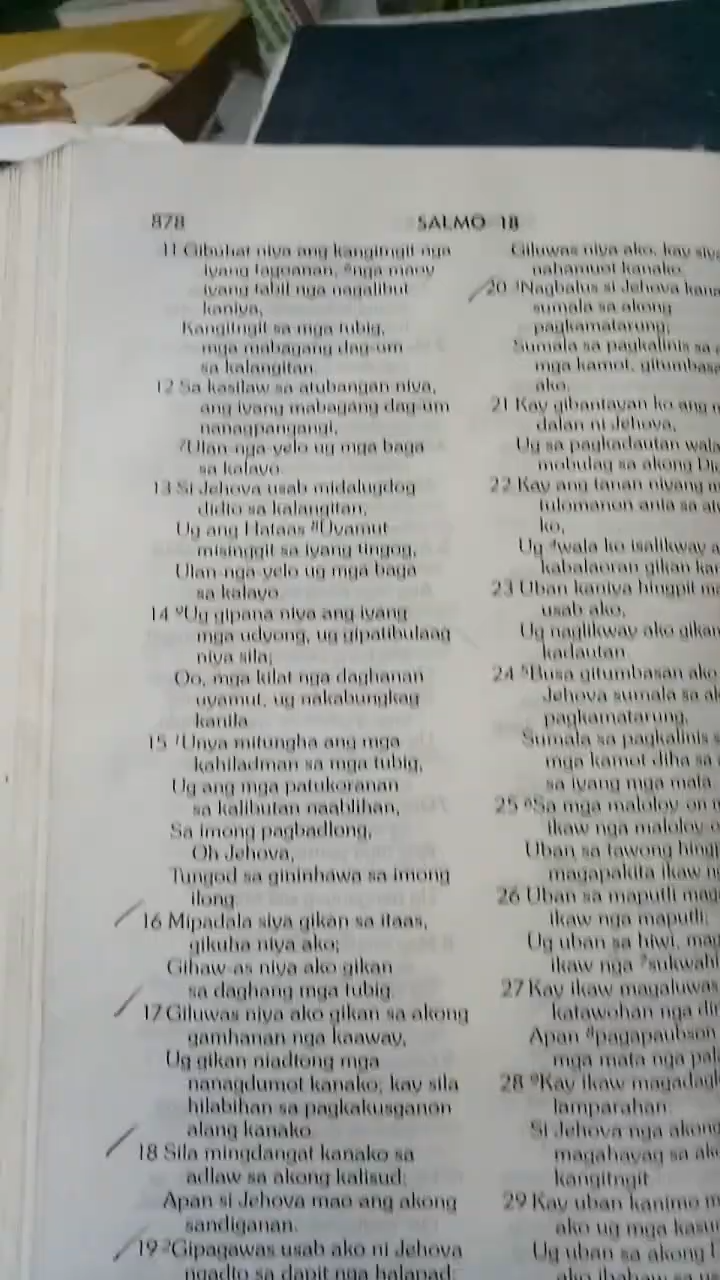 878
SALMO 18
11 Gibuhat niya ang kangitngit nga
iyang tagoanan,
iyang tabil nga nagalibut
kaniya,
Kangitngit sa mga tubig,
mga mabagang dag-um
sa kalangitan.
12 Sa kasilaw sa atubangan niya,
ang iyang mabagang dag-um
nanagpangagi,
Ulan-nga-yelo ug mga baga
sa kalayo.
13 Si Jehova usab midalugdog
didto sa kalangitan,
Ug ang Hataas Uyamut
misinggit sa iyang tingog,
Ulan-nga-yelo ug mga baga
sa kalayo.
14 Ug gipana niya ang iyang
mga udyong, ug gipatibulaag
niya sila;
Oo, mga kilat nga daghanan
uyamut, ug nakabungkag
kanila.
15 Unya mitungha ang mga
kahiladman sa mga tubig,
Ug ang mga patukoranan
sa kalibutan naablihan,
Sa imong pagbadlong,
Oh Jehova,
Tungod sa gininhawa sa imong
ilong.
16 Mipadala siya gikan sa itaas,
gikuha niya ako;
Gihaw-as niya ako gikan
sa daghang mga tubig.
17 Giluwas niya ako gikan sa akong
gamhanan nga kaaway,
Ug gikan niadtong mga
nanagdumot kanako; kay sila
hilabihan sa pagkakusganon
alang kanako.
18 Sila mingdangat kanako sa
adlaw sa akong kalisud;
Apan si Jehova mao ang akong
sandiganan.
19 Gipagawas usab ako ni Jehova
ngadto sa dapit nga halapad;
Giluwas niya ako, kay
nahamuot kanako.
20 Nagbalus si Jehova
sumala sa akong
pagkamatarung;
Sumala sa pagkalinis sa
mga kamot,
ako.
21 Kay gibantayan ko ang
dalan ni Jehova,
Ug sa pagkadautan
mobulag sa akong
22 Kay ang tanan niyang
tulomanon ania sa
ko,
Ug wala ko isalikway
kabalaoran gikan
23 Uban kaniya hingpit
usab ako,
Ug naglikway ako
kadautan.
24 Busa gitumbasan ako
Jehova sumala sa
pagkamatarung,
Sumala sa pagkalinis
mga kamot diha sa
sa iyang mga mata.
25 Sa mga maloloy-on
Ikaw nga
Uban sa tawong
magapakita ikaw
26 Uban sa maputli
ikaw nga maputli;
Ug uban sa hiwi,
ikaw nga
27 Kay ikaw magaluwas
katawohan nga
Apan
mga mata nga
28 Kay ikaw
lamparahan
Si Jehova nga akong
magahayag sa
kangitngit
29 Kay uban kanimo
ako ug mga
Ug uban sa akong